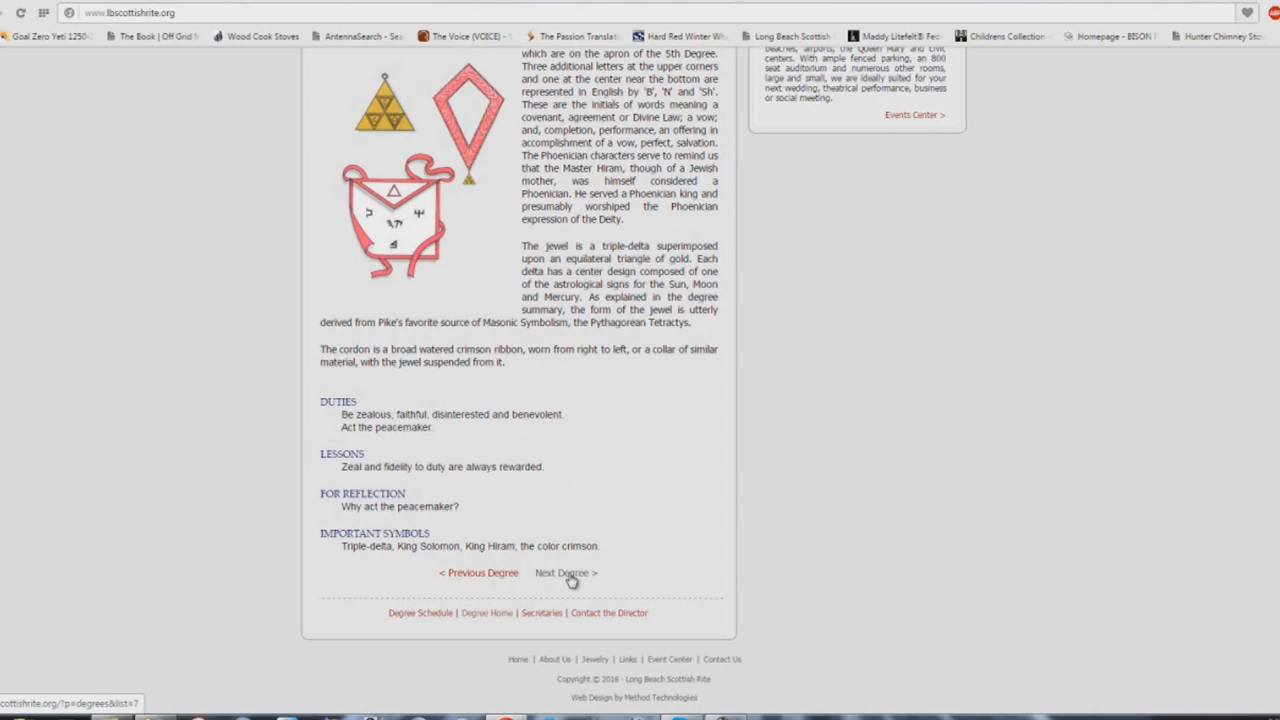 www.lbscottishrite.org
Goal Zero Yeti 1250-
The Book | Off Grid
Wood Cook Stoves
AntennaSearch - Sea
The Voice (VOICE) -
The Passion Translati
Hard Red Winter Wh
Long Beach Scottish
Maddy Litefelt® Fed
Childrens Collection
Homepage - BISON
Hunter Chimney Sto
which are on the apron of the 5th Degree.
Three additional letters at the upper corners
and one at the center near the bottom are
represented in English by 'B', 'N' and 'Sh'.
These are the initials of words meaning a
covenant, agreement or Divine Law; a vow;
and, completion, performance, an offering in
accomplishment of a vow, perfect, salvation.
The Phoenician characters serve to remind us
that the Master Hiram, though of a Jewish
mother, was himself considered a
Phoenician. He served a Phoenician king and
presumably worshiped the Phoenician
expression of the Deity.
The jewel is a triple-delta superimposed
upon an equilateral triangle of gold. Each
delta has a center design composed of one
of the astrological signs for the Sun, Moon
and Mercury. As explained in the degree
summary, the form of the jewel is utterly
derived from Pike's favorite source of Masonic Symbolism, the Pythagorean Tetractys.
The cordon is a broad watered crimson ribbon, worn from right to left, or a collar of similar
material, with the jewel suspended from it.
DUTIES
Be zealous, faithful, disinterested and benevolent.
Act the peacemaker.
LESSONS
Zeal and fidelity to duty are always rewarded.
FOR REFLECTION
Why act the peacemaker?
IMPORTANT SYMBOLS
Triple-delta, King Solomon, King Hiram, the color crimson.
< Previous Degree Next Degree >
Degree Schedule | Degree Home | Secretaries | Contact the Director
beaches, airports, the Queen Mary and civic
centers. With ample fenced parking, an 800
seat auditorium and numerous other rooms,
large and small, we are ideally suited for your
next wedding, theatrical performance, business
or social meeting.
Events Center >
Home | About Us | Jewelry | Links | Event Center | Contact Us
Copyright © 2016 - Long Beach Scottish Rite
Web Design by Method Technologies
cottishrite.org/?p=degrees&list=7